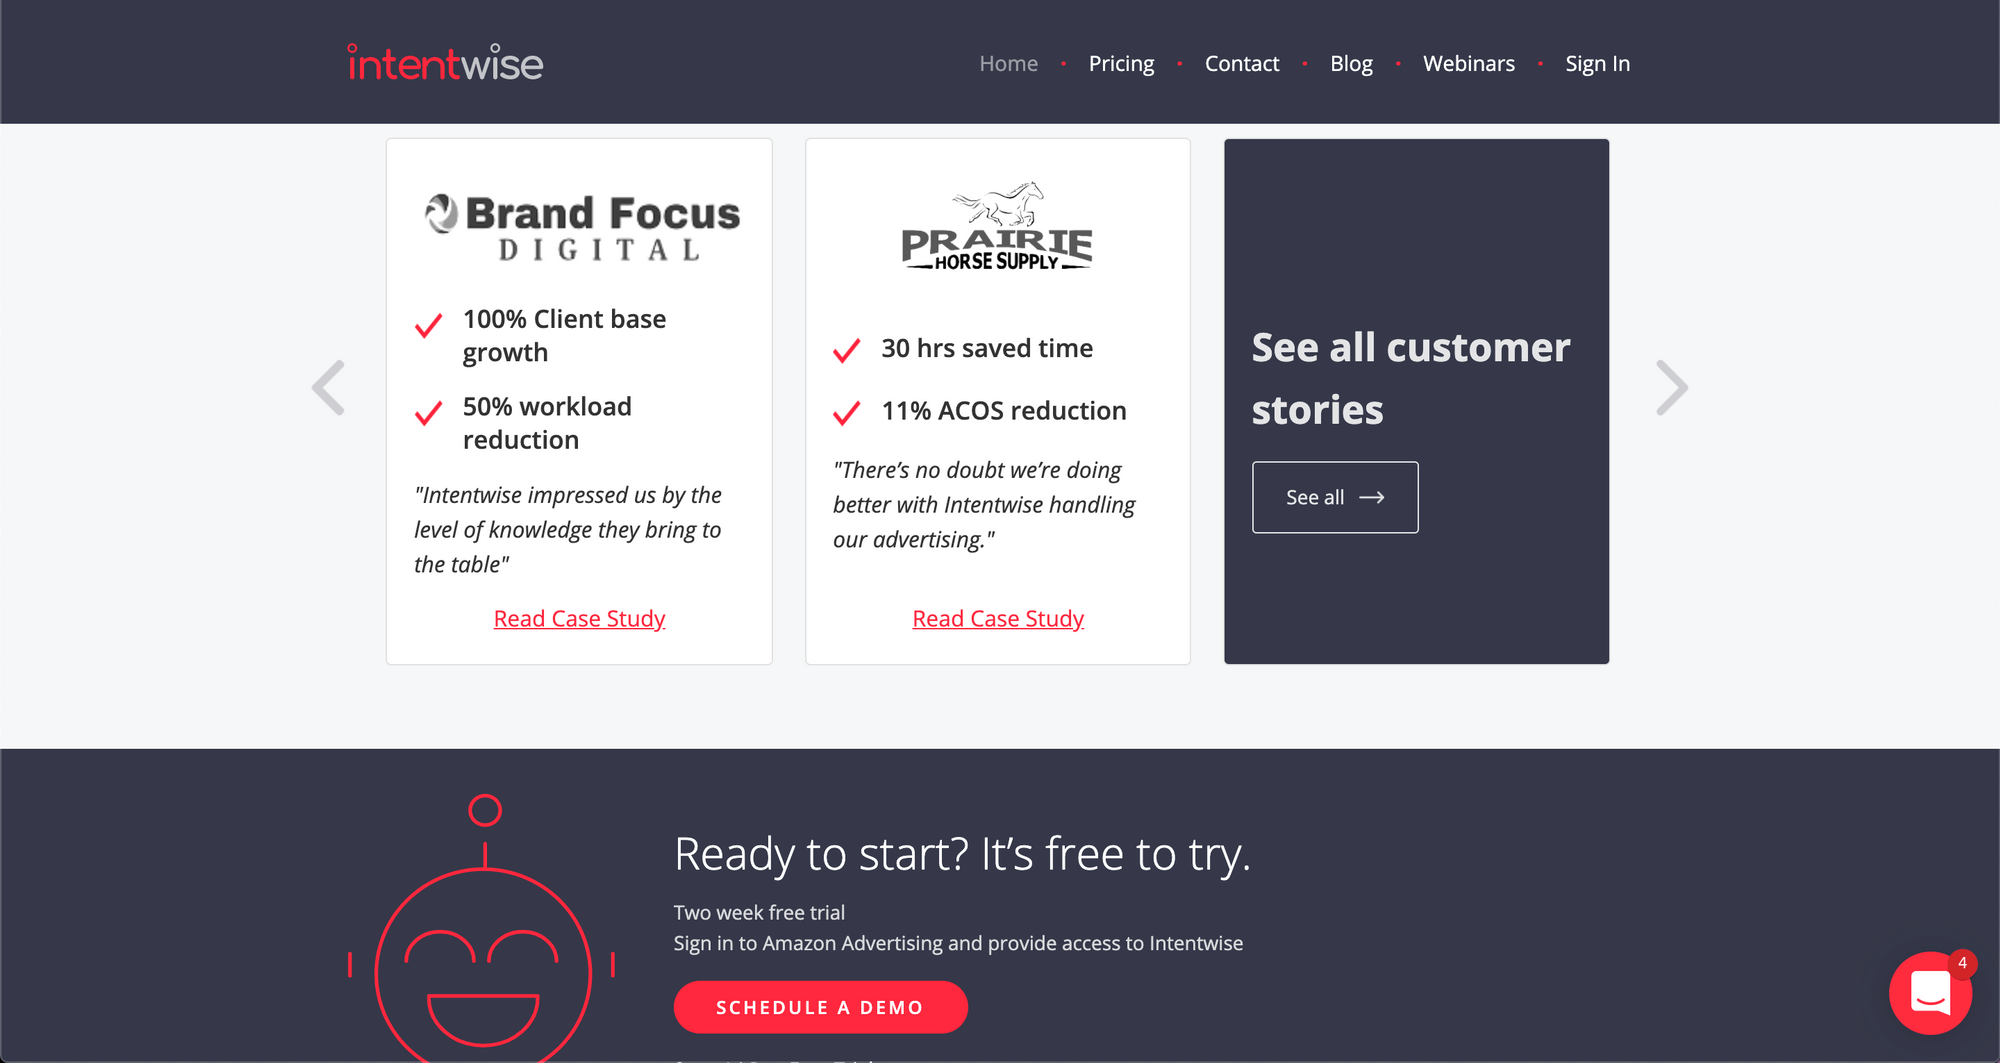 intentwise
Home • Pricing • Contact • Blog • Webinars • Sign In
Brand Focus
DIGITAL
100% Client base
growth
50% workload
reduction
"Intentwise impressed us by the
level of knowledge they bring to
the table"
Read Case Study
PRAIRIE
HORSE SUPPLY
30 hrs saved time
11% ACOS reduction
"There’s no doubt we’re doing
better with Intentwise handling
our advertising."
Read Case Study
See all customer
stories
See all →
Ready to start? It’s free to try.
Two week free trial
Sign in to Amazon Advertising and provide access to Intentwise
SCHEDULE A DEMO
4